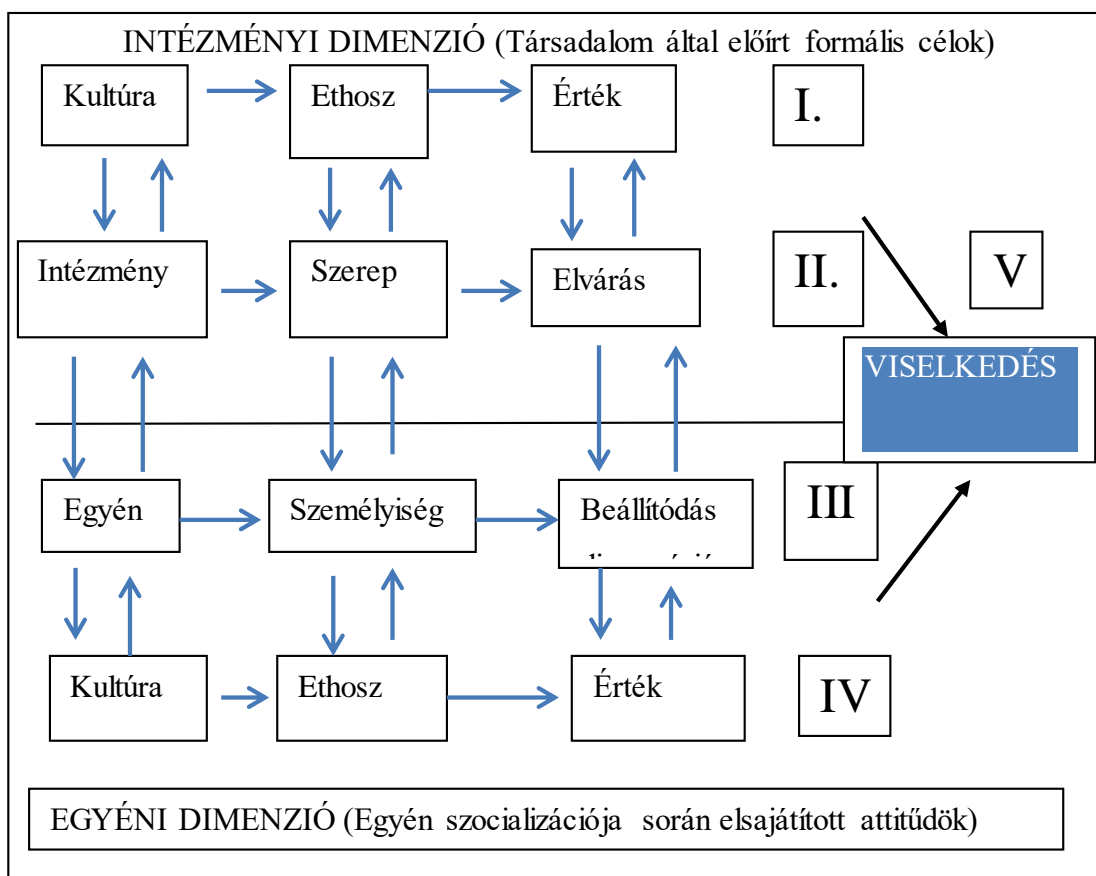 INTÉZMÉNYI DIMENZIÓ (Társadalom által előírt formális célok)
Kultúra
Ethosz
Érték
I.
Intézmény
Szerep
Elvárás
II.
V
VISELKEDÉS
Egyén
Személyiség
Beállítódás
III
Kultúra
Ethosz
Érték
IV
EGYÉNI DIMENZIÓ (Egyén szocializációja során elsajátított attitűdök)